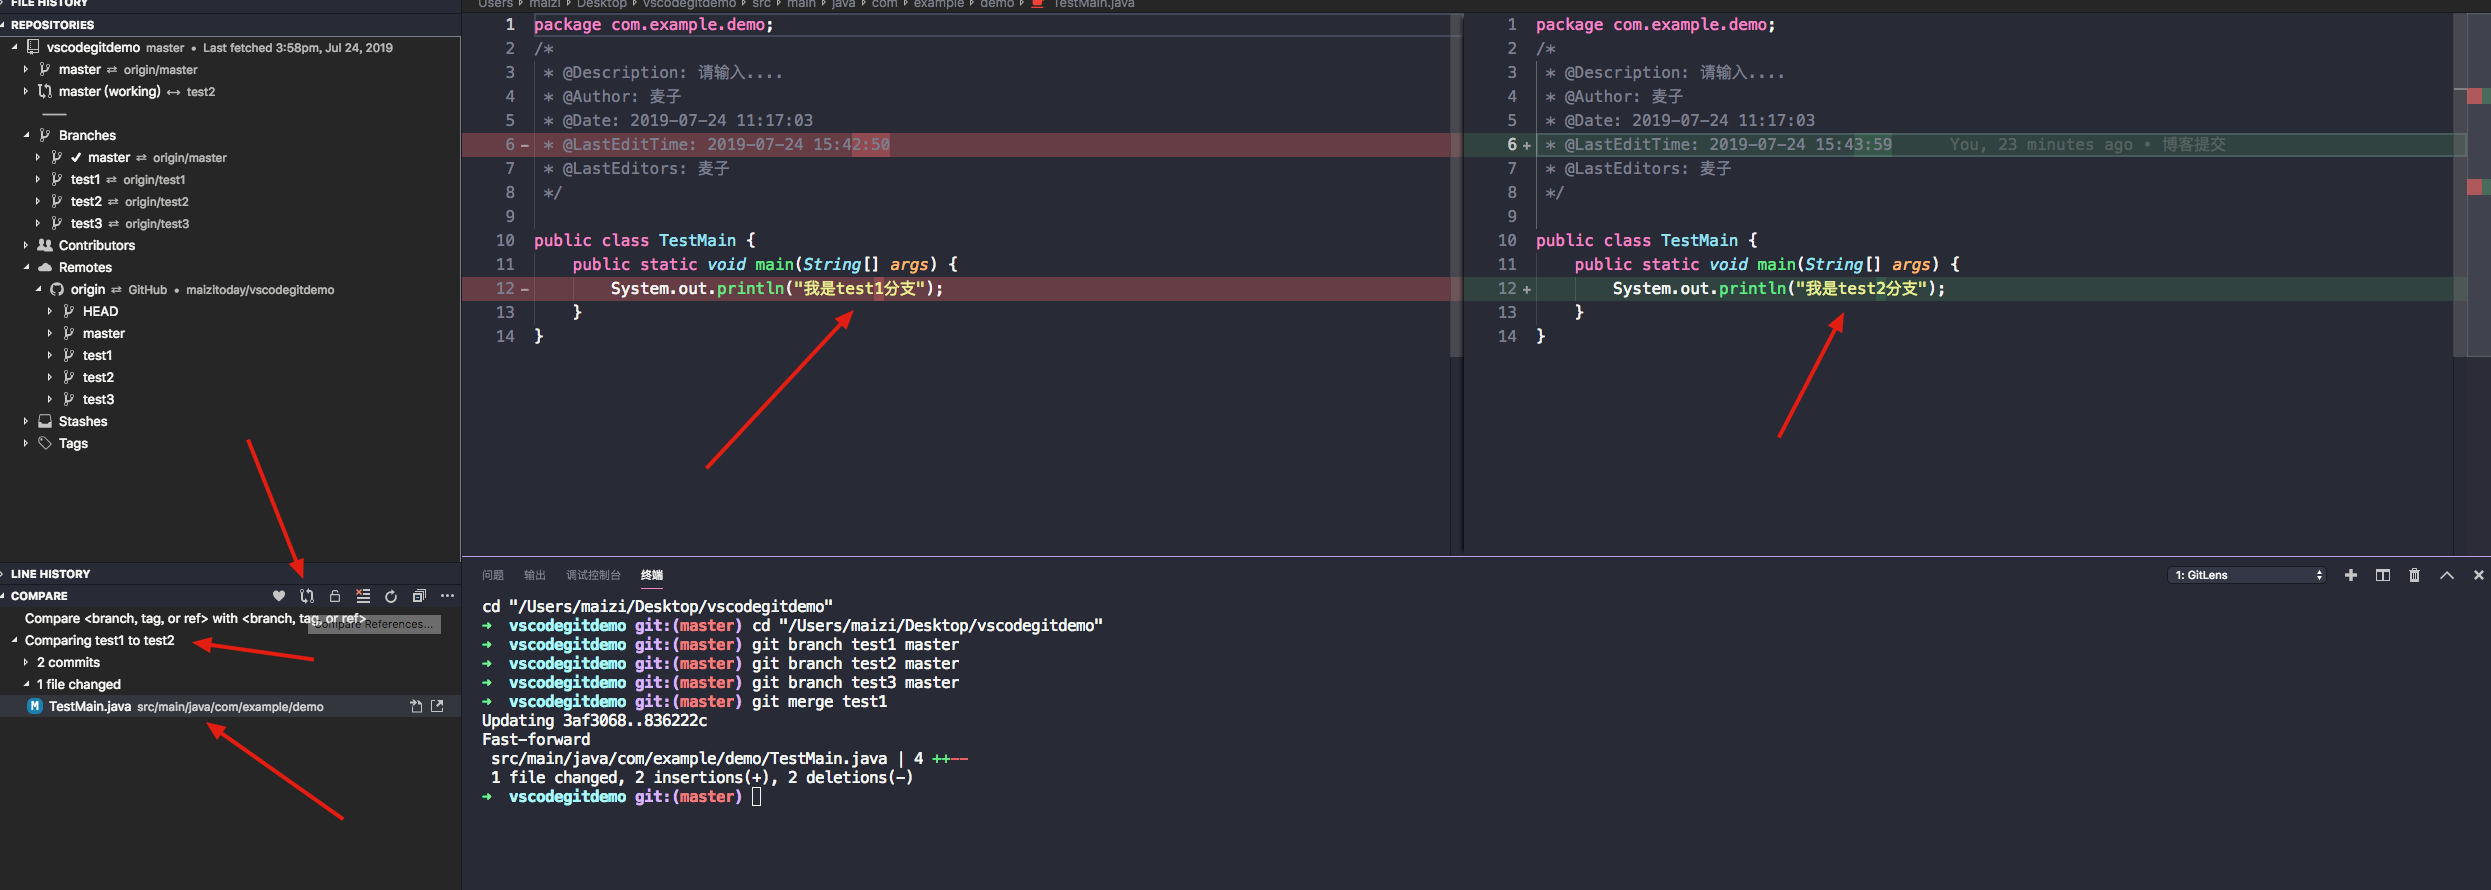 FILE HISTORY
REPOSITORIES
vscodegitdemo master • Last fetched 3:58pm, Jul 24, 2019
master ⇄ origin/master
master (working) ↔ test2
Branches
✓ master ⇄ origin/master
test1 ⇄ origin/test1
test2 ⇄ origin/test2
test3 ⇄ origin/test3
Contributors
Remotes
origin ⇄ GitHub • maizitoday/vscodegitdemo
HEAD
master
test1
test2
test3
Stashes
Tags
LINE HISTORY
COMPARE
Compare <branch, tag, or ref> with <branch, tag, or ref>
Compare References...
Comparing test1 to test2
2 commits
1 file changed
M TestMain.java src/main/java/com/example/demo
Users › maizi › Desktop › vscodegitdemo › src › main › java › com › example › demo › TestMain.java
1 package com.example.demo;
2 /*
3 * @Description: 请输入....
4 * @Author: 麦子
5 * @Date: 2019-07-24 11:17:03
6 - * @LastEditTime: 2019-07-24 15:42:50
7 * @LastEditors: 麦子
8 */
9
10 public class TestMain {
11 public static void main(String[] args) {
12 - System.out.println("我是test1分支");
13 }
14 }
1 package com.example.demo;
2 /*
3 * @Description: 请输入....
4 * @Author: 麦子
5 * @Date: 2019-07-24 11:17:03
6 + * @LastEditTime: 2019-07-24 15:43:59 You, 23 minutes ago • 博客提交
7 * @LastEditors: 麦子
8 */
9
10 public class TestMain {
11 public static void main(String[] args) {
12 + System.out.println("我是test2分支");
13 }
14 }
问题 输出 调试控制台 终端
1: GitLens
cd "/Users/maizi/Desktop/vscodegitdemo"
→ vscodegitdemo git:(master) cd "/Users/maizi/Desktop/vscodegitdemo"
→ vscodegitdemo git:(master) git branch test1 master
→ vscodegitdemo git:(master) git branch test2 master
→ vscodegitdemo git:(master) git branch test3 master
→ vscodegitdemo git:(master) git merge test1
Updating 3af3068..836222c
Fast-forward
src/main/java/com/example/demo/TestMain.java | 4 ++--
1 file changed, 2 insertions(+), 2 deletions(-)
→ vscodegitdemo git:(master)